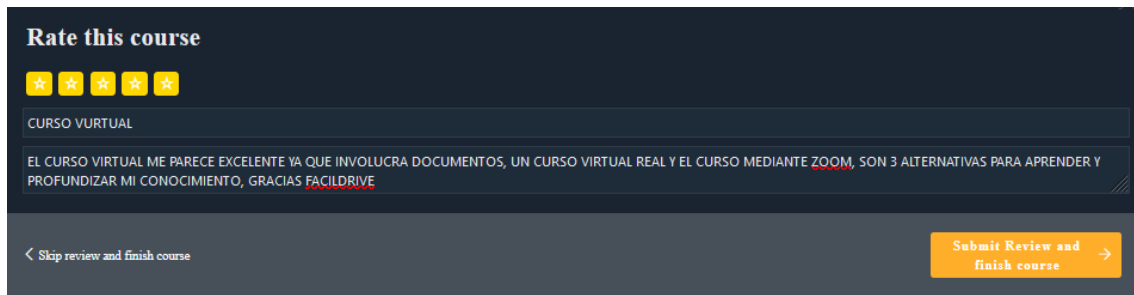 Rate this course
CURSO VURTUAL
EL CURSO VIRTUAL ME PARECE EXCELENTE YA QUE INVOLUCRA DOCUMENTOS, UN CURSO VIRTUAL REAL Y EL CURSO MEDIANTE ZOOM, SON 3 ALTERNATIVAS PARA APRENDER Y
PROFUNDIZAR MI CONOCIMIENTO, GRACIAS FACILDRIVE
Skip review and finish course
Submit Review and
finish course